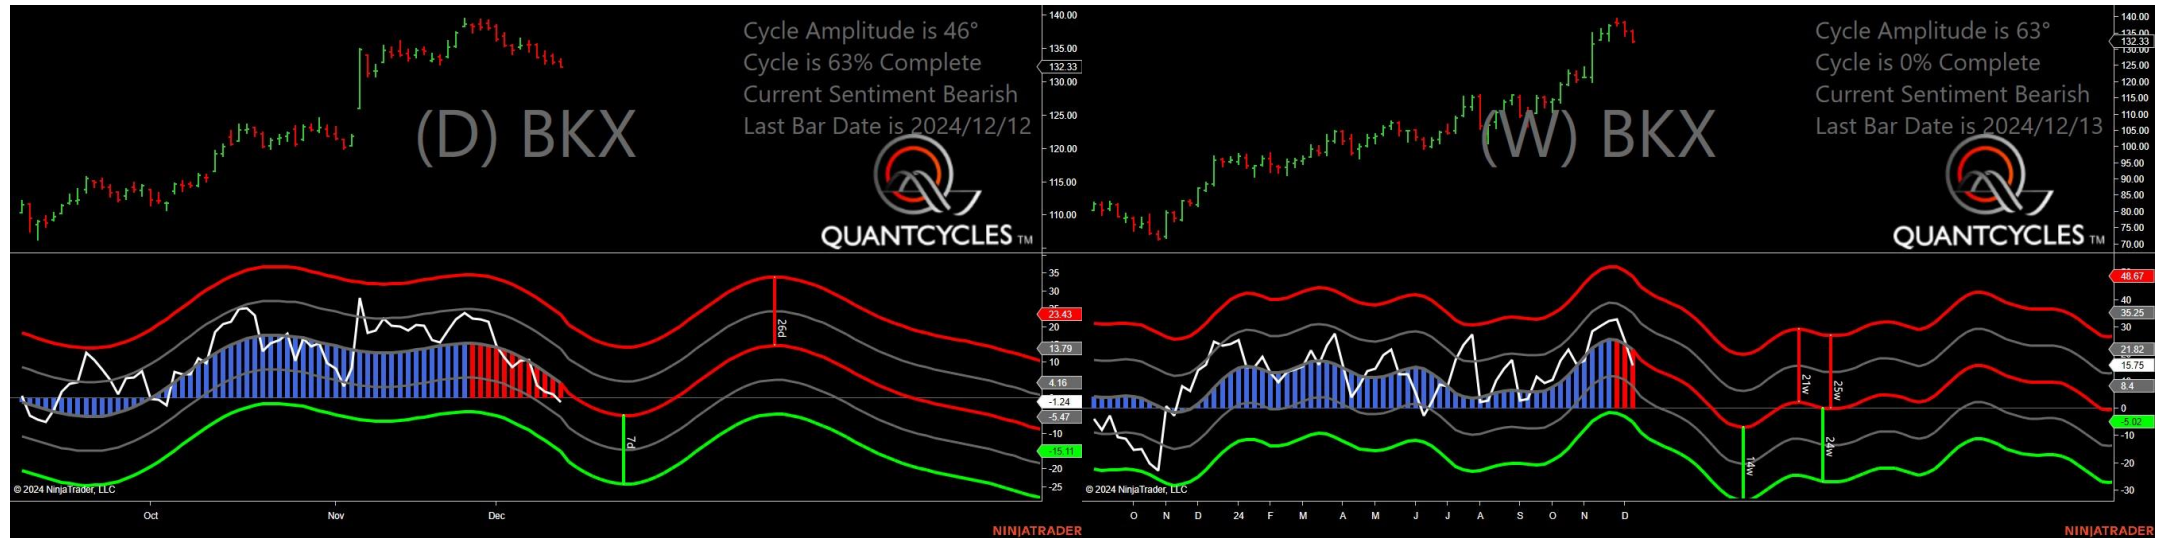 Cycle Amplitude is 46°
Cycle is 63% Complete
Current Sentiment Bearish
Last Bar Date is 2024/12/12
(D) BKX
QUANTCYCLES TM
140.00
135.00
132.33
130.00
125.00
120.00
115.00
110.00
35
30
23.43
20
13.79
10
4.16
-1.24
-5.47
-10
-15.11
-20
-25
26d
7d
© 2024 NinjaTrader, LLC
Oct
Nov
Dec
NINJATRADER
Cycle Amplitude is 63°
Cycle is 0% Complete
Current Sentiment Bearish
Last Bar Date is 2024/12/13
(W) BKX
QUANTCYCLES TM
140.00
132.33
130.00
125.00
120.00
115.00
110.00
105.00
100.00
95.00
90.00
85.00
80.00
75.00
70.00
48.67
40
35.25
30
21.82
15.75
8.4
0
-5.02
-10
-20
-30
21w
25w
14w
24w
© 2024 NinjaTrader, LLC
O N D 24 F M A M J J A S O N D
NINJATRADER